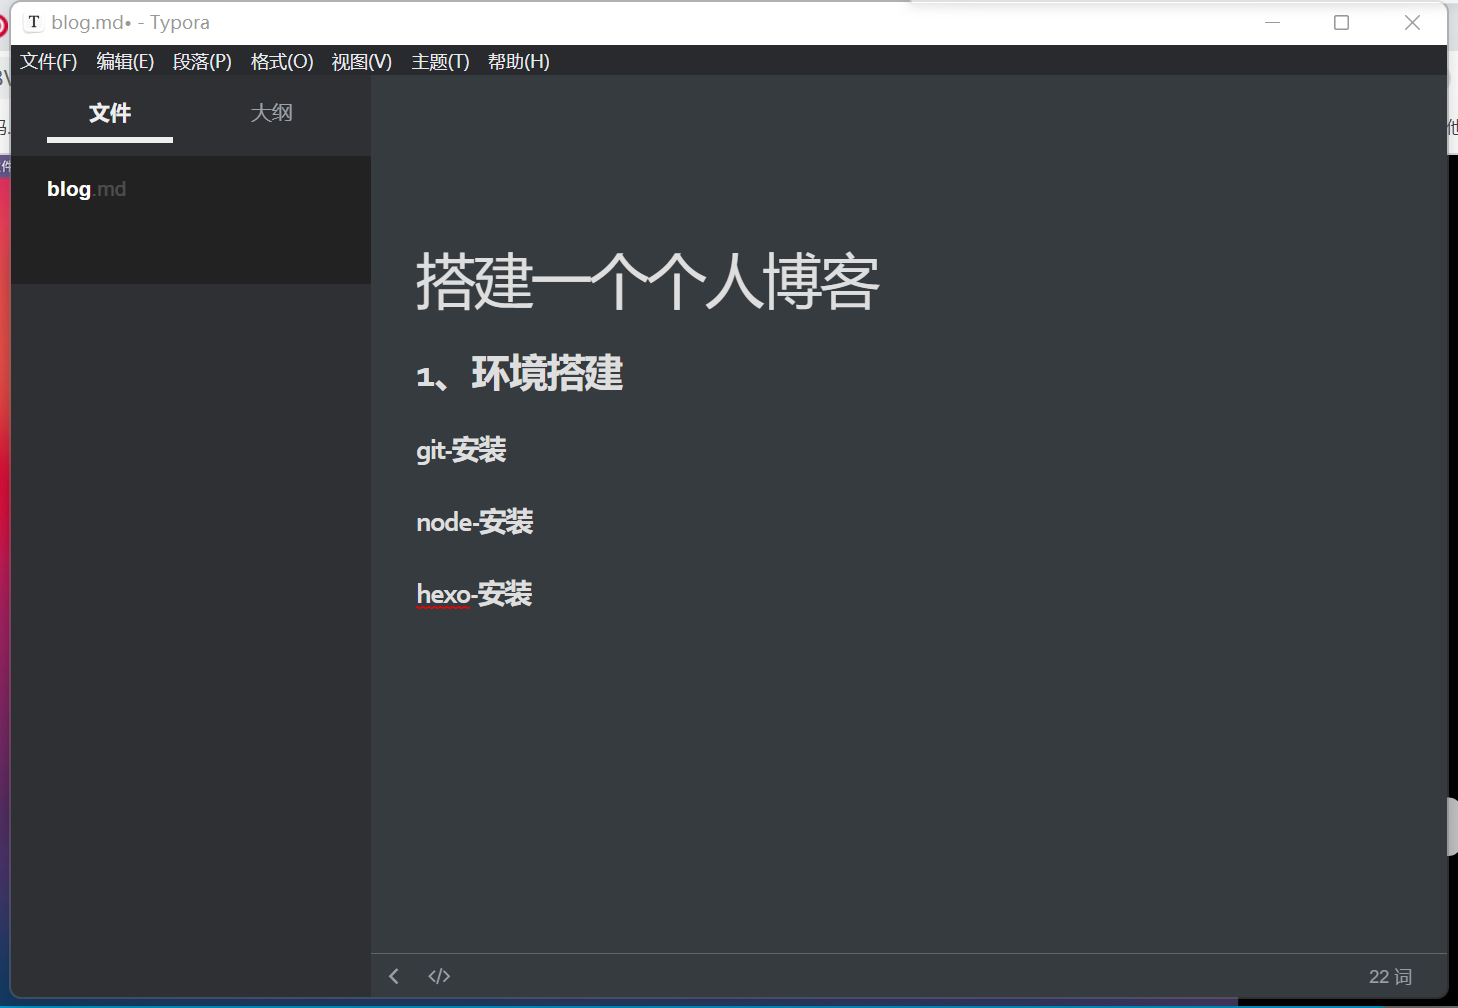 blog.md• - Typora
文件(F) 编辑(E) 段落(P) 格式(O) 视图(V) 主题(T) 帮助(H)
文件 大纲
blog.md
搭建一个个人博客
1、环境搭建
git-安装
node-安装
hexo-安装
22 词